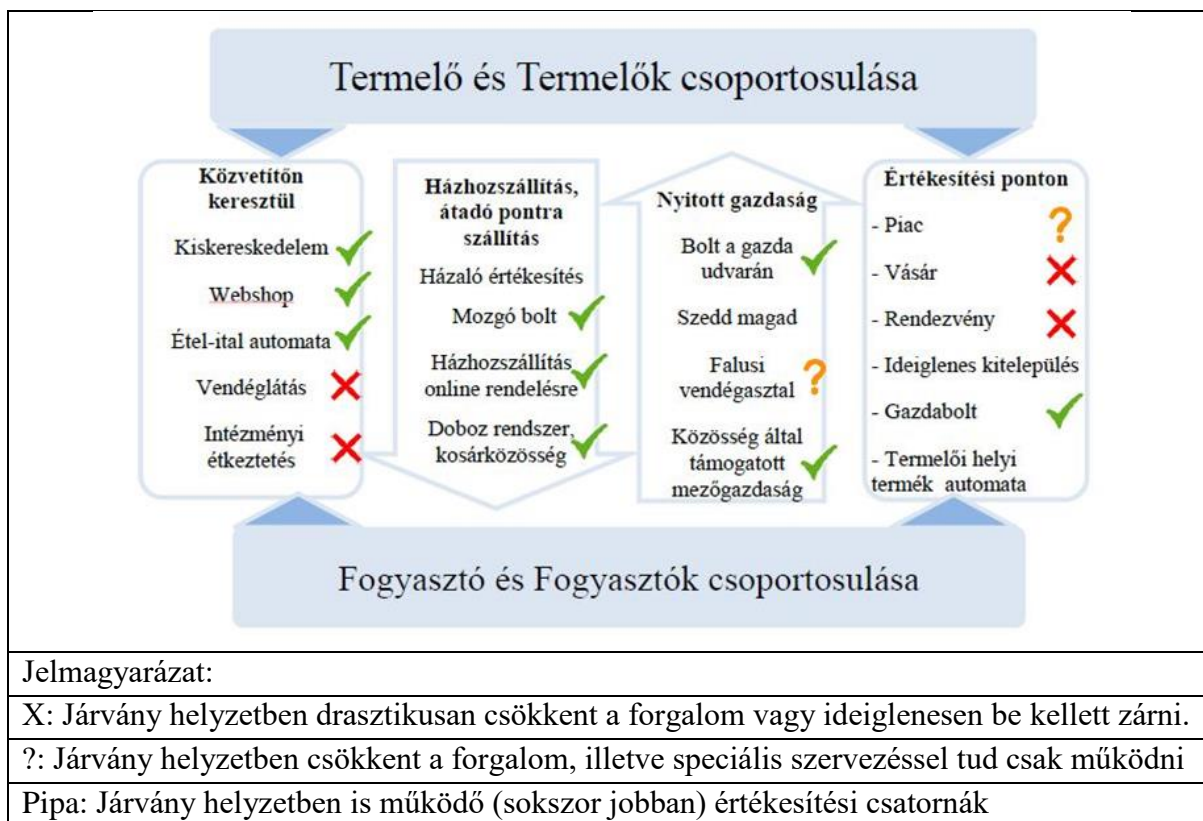 Termelő és Termelők csoportosulása
Közvetítőn
keresztül
Kiskereskedelem
Webshop
Étel-ital automata
Vendéglátás
Intézményi
étkeztetés
Házhozszállítás,
átadó pontra
szállítás
Házaló értékesítés
Mozgó bolt
Házhozszállítás
online rendelésre
Doboz rendszer,
kosárközösség
Nyitott gazdaság
Bolt a gazda
udvarán
Szedd magad
Falusi
vendégasztal
?
Közösség által
támogatott
mezőgazdaság
Értékesítési ponton
- Piac
?
- Vásár
- Rendezvény
- Ideiglenes kitelepülés
- Gazdabolt
- Termelői helyi
termék automata
Fogyasztó és Fogyasztók csoportosulása
Jelmagyarázat:
X: Járvány helyzetben drasztikusan csökkent a forgalom vagy ideiglenesen be kellett zárni.
?: Járvány helyzetben csökkent a forgalom, illetve speciális szervezéssel tud csak működni
Pipa: Járvány helyzetben is működő (sokszor jobban) értékesítési csatornák